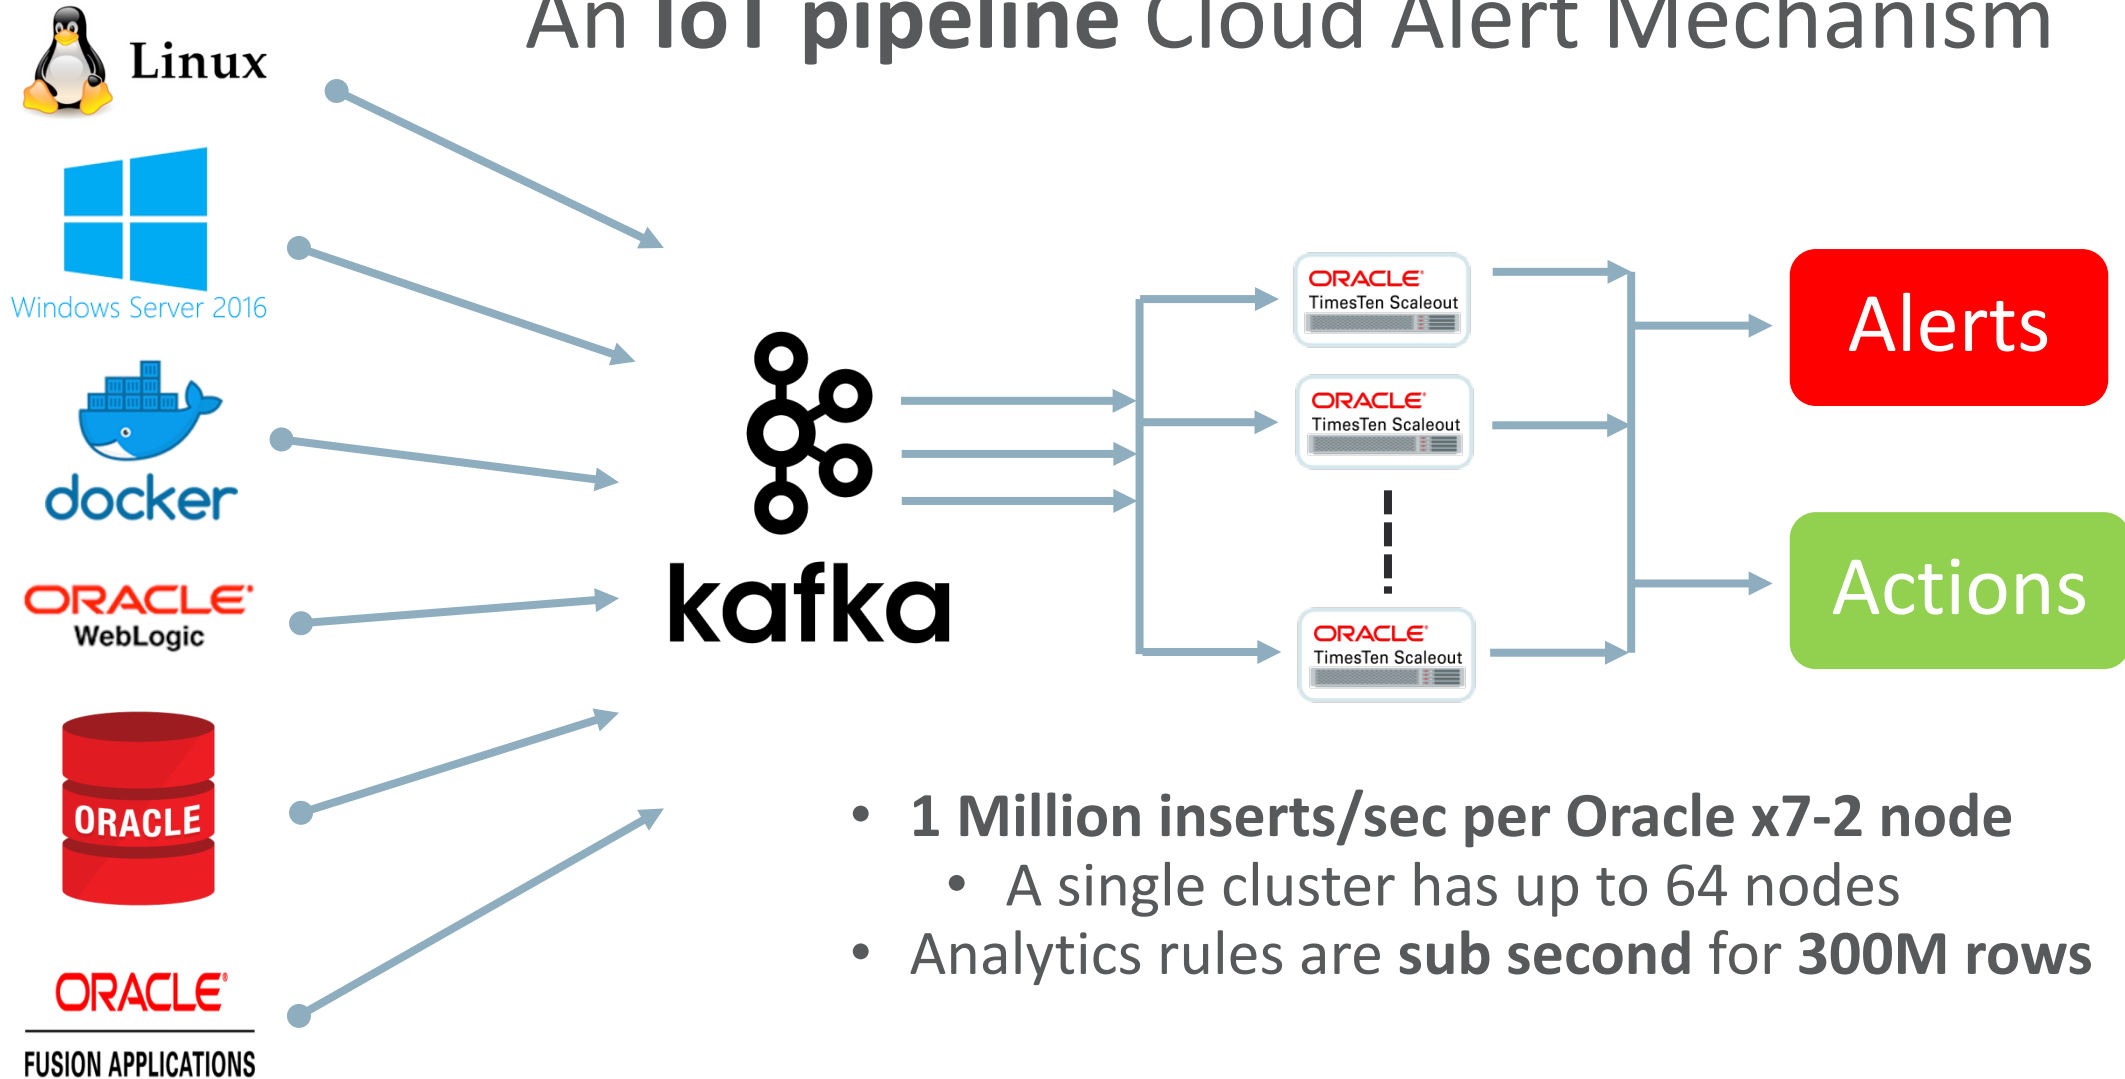 An IoT pipeline Cloud Alert Mechanism
Linux
Windows Server 2016
docker
ORACLE®
WebLogic
ORACLE
ORACLE®
FUSION APPLICATIONS
kafka
ORACLE®
TimesTen Scaleout
ORACLE®
TimesTen Scaleout
ORACLE®
TimesTen Scaleout
Alerts
Actions
• 1 Million inserts/sec per Oracle x7-2 node
• A single cluster has up to 64 nodes
• Analytics rules are sub second for 300M rows